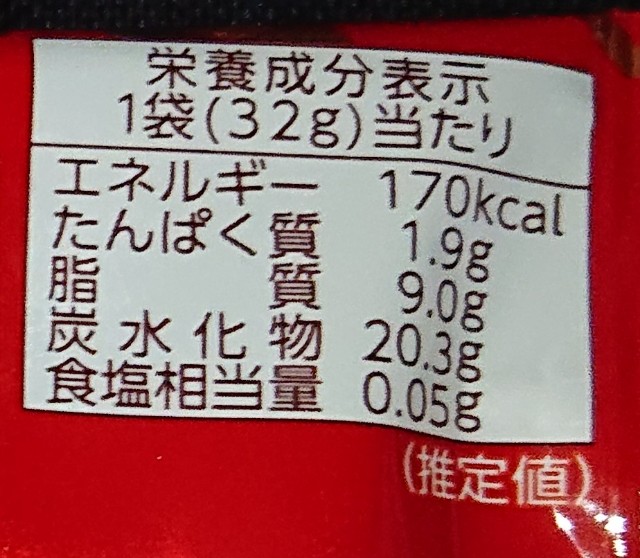 栄養成分表示
1袋(32g)当たり
エネルギー 170kcal
たんぱく質 1.9g
脂質 9.0g
炭水化物 20.3g
食塩相当量 0.05g
(推定値)